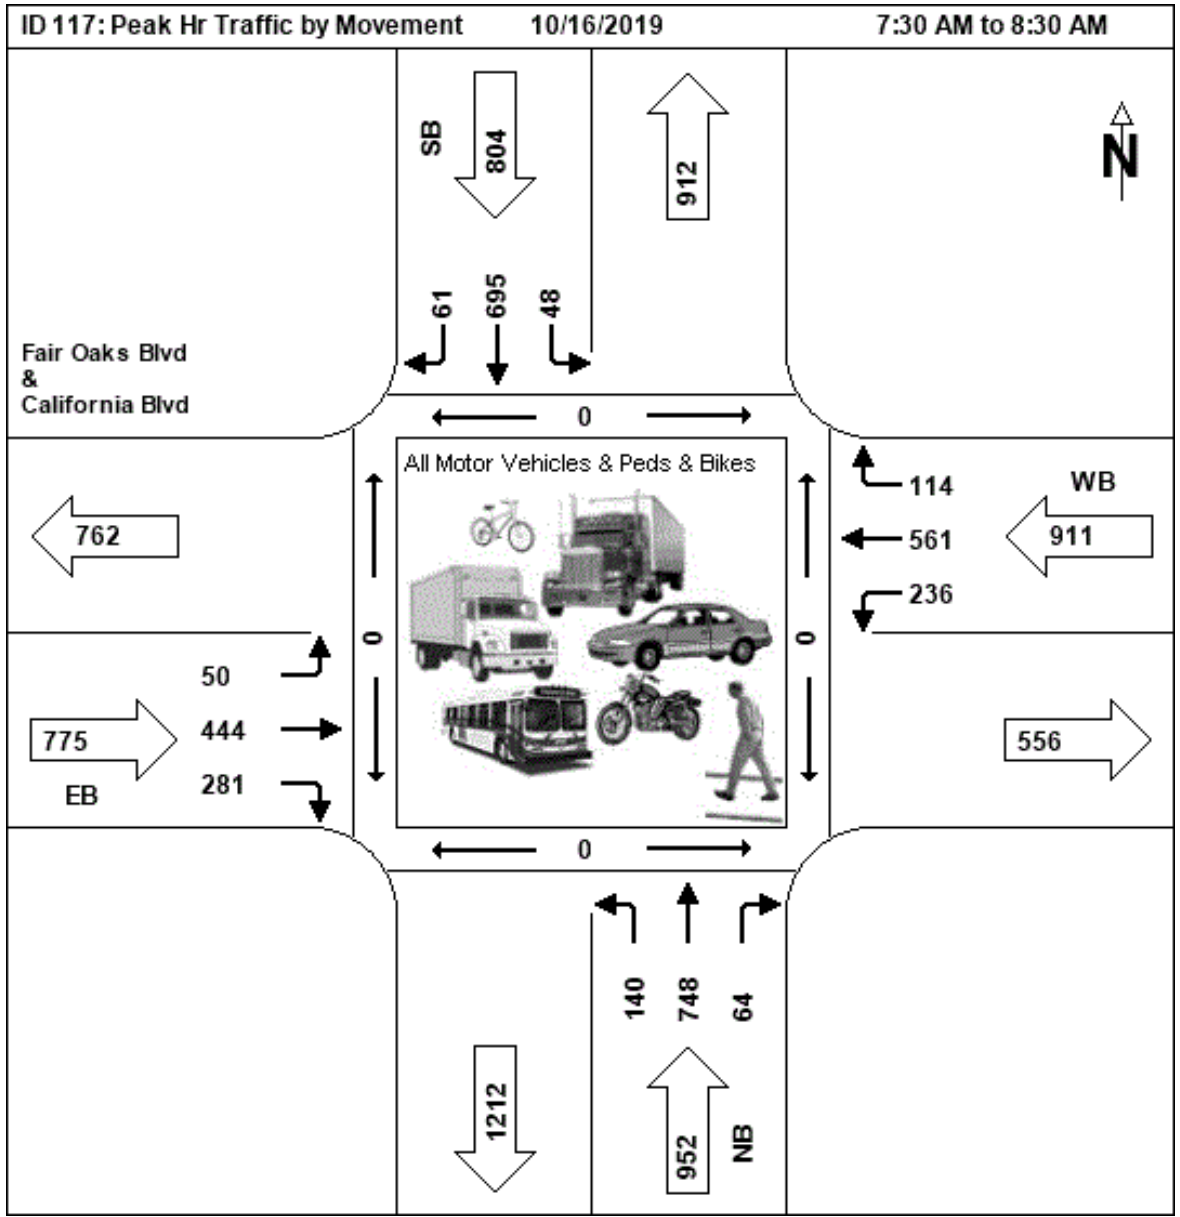 ID 117: Peak Hr Traffic by Movement 10/16/2019 7:30 AM to 8:30 AM
SB
804
912
N
61 695 48
Fair Oaks Blvd
&
California Blvd
0
All Motor Vehicles & Peds & Bikes
762
114
WB
561
911
236
0
0
50
444
775
281
EB
556
0
140 748 64
1212
952
NB